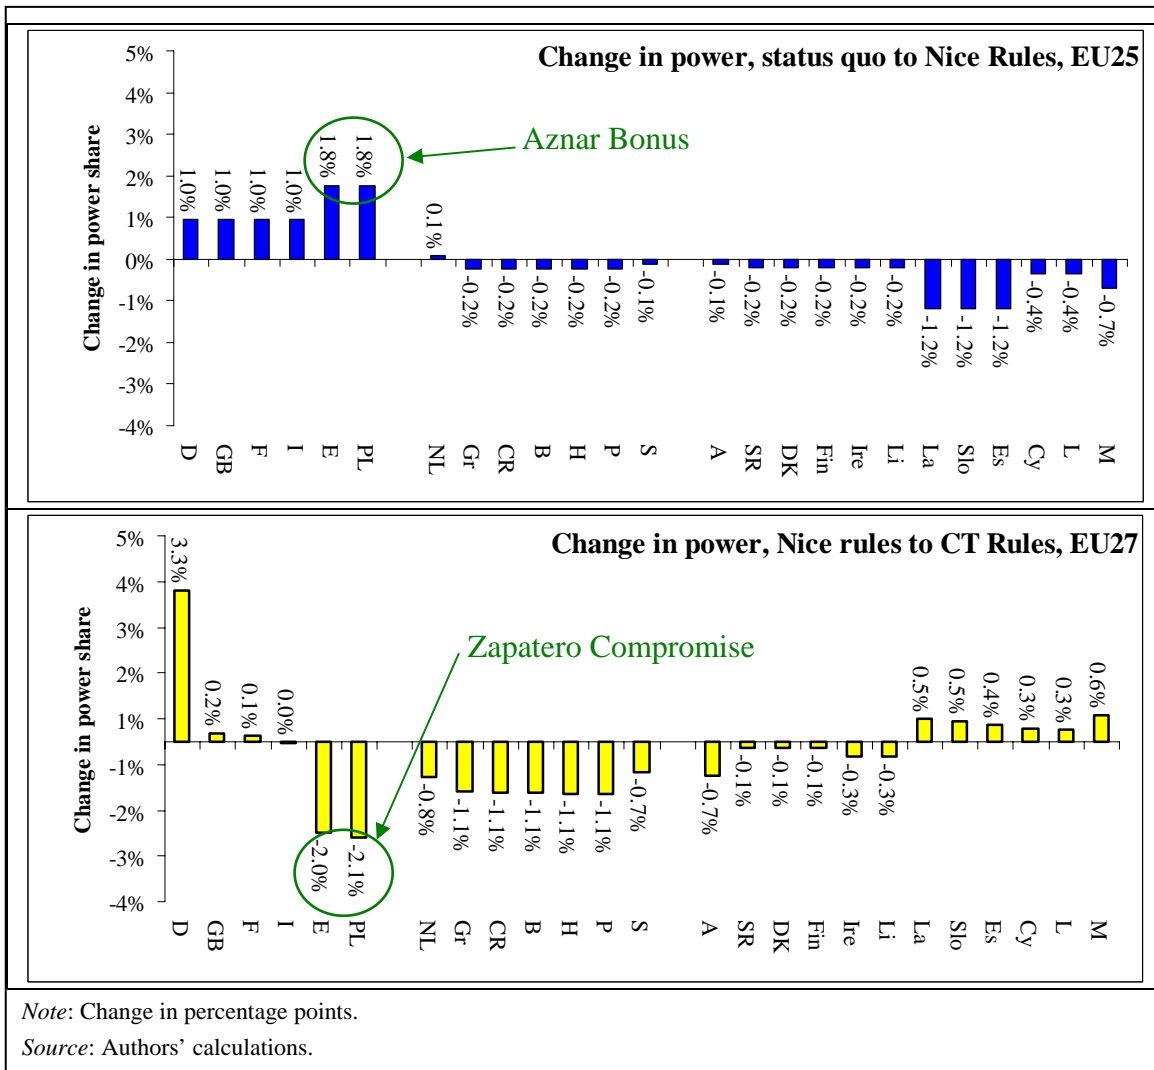 Change in power, status quo to Nice Rules, EU25
Aznar Bonus
Change in power share
5%
4%
3%
2%
1%
0%
-1%
-2%
-3%
-4%
1.0% 1.0% 1.0% 1.0% 1.8% 1.8% 0.1% -0.2% -0.2% -0.2% -0.2% -0.2% -0.1% -0.1% -0.2% -0.2% -0.2% -0.2% -0.2% -1.2% -1.2% -1.2% -0.4% -0.4% -0.7%
D GB F I E PL NL Gr CR B H P S A SR DK Fin Ire Li La Slo Es Cy L M
Change in power, Nice rules to CT Rules, EU27
Zapatero Compromise
Change in power share
5%
4%
3%
2%
1%
-1%
-2%
-3%
-4%
3.3% 0.2% 0.1% 0.0% -2.0% -2.1% -0.8% -1.1% -1.1% -1.1% -1.1% -1.1% -0.7% -0.7% -0.1% -0.1% -0.1% -0.3% -0.3% 0.5% 0.5% 0.4% 0.3% 0.3% 0.6%
D GB F I E PL NL Gr CR B H P S A SR DK Fin Ire Li La Slo Es Cy L M
Note: Change in percentage points.
Source: Authors’ calculations.